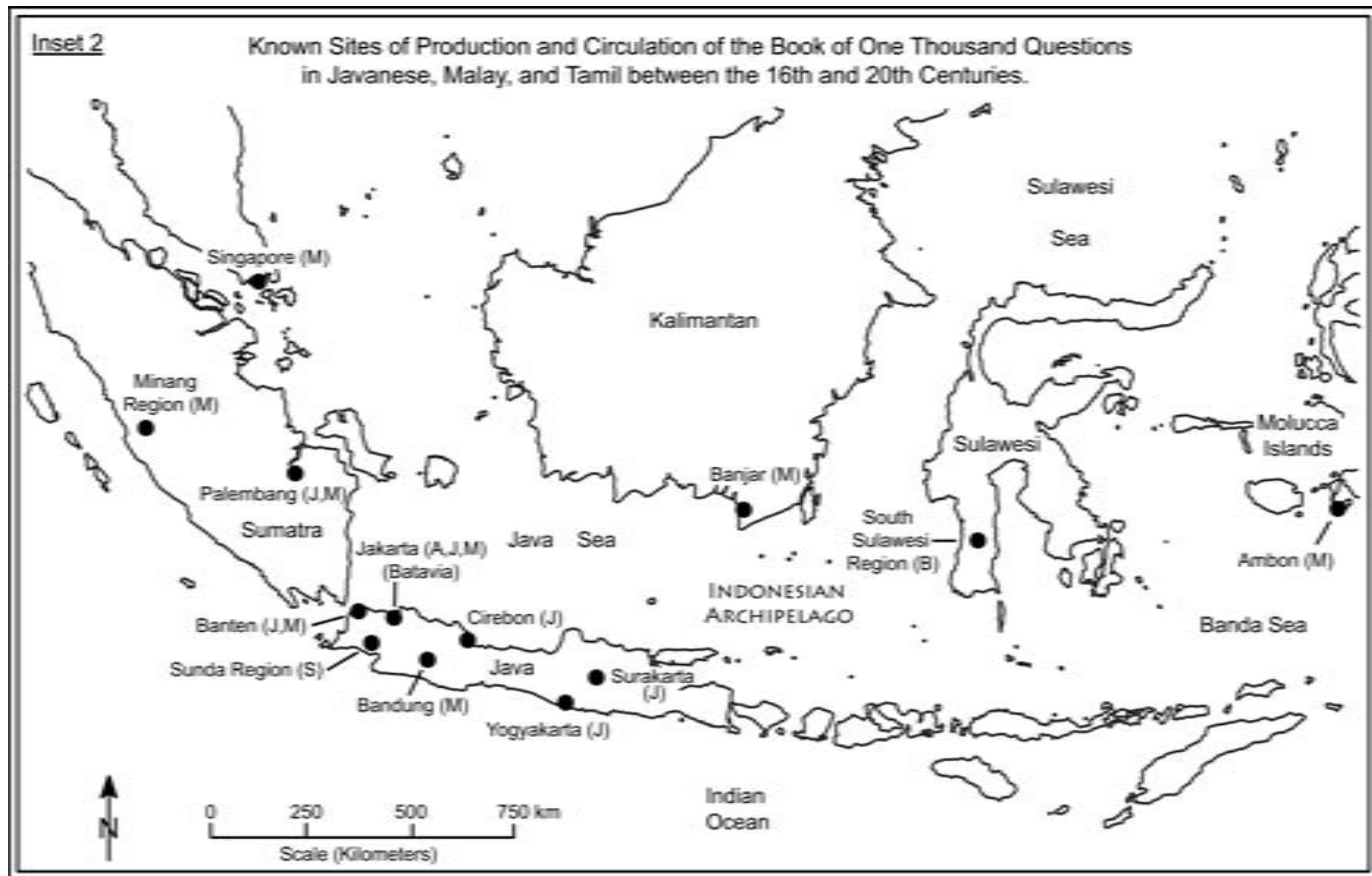 Inset 2
Known Sites of Production and Circulation of the Book of One Thousand Questions
in Javanese, Malay, and Tamil between the 16th and 20th Centuries.
Sulawesi
Sea
Singapore (M)
Kalimantan
Minang
Region (M)
Molucca
Islands
Sulawesi
Palembang (J,M)
Banjar (M)
Sumatra
Java Sea
South
Sulawesi
Region (B)
Ambon (M)
Jakarta (A,J,M)
(Batavia)
INDONESIAN
ARCHIPELAGO
Banten (J,M)
Cirebon (J)
Banda Sea
Sunda Region (S)
Java
Surakarta
(J)
Bandung (M)
Yogyakarta (J)
Indian
Ocean
N
0 250 500 750 km
Scale (Kilometers)